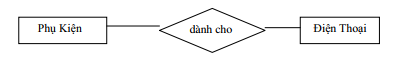 Phụ Kiện
dành cho
Điện Thoại